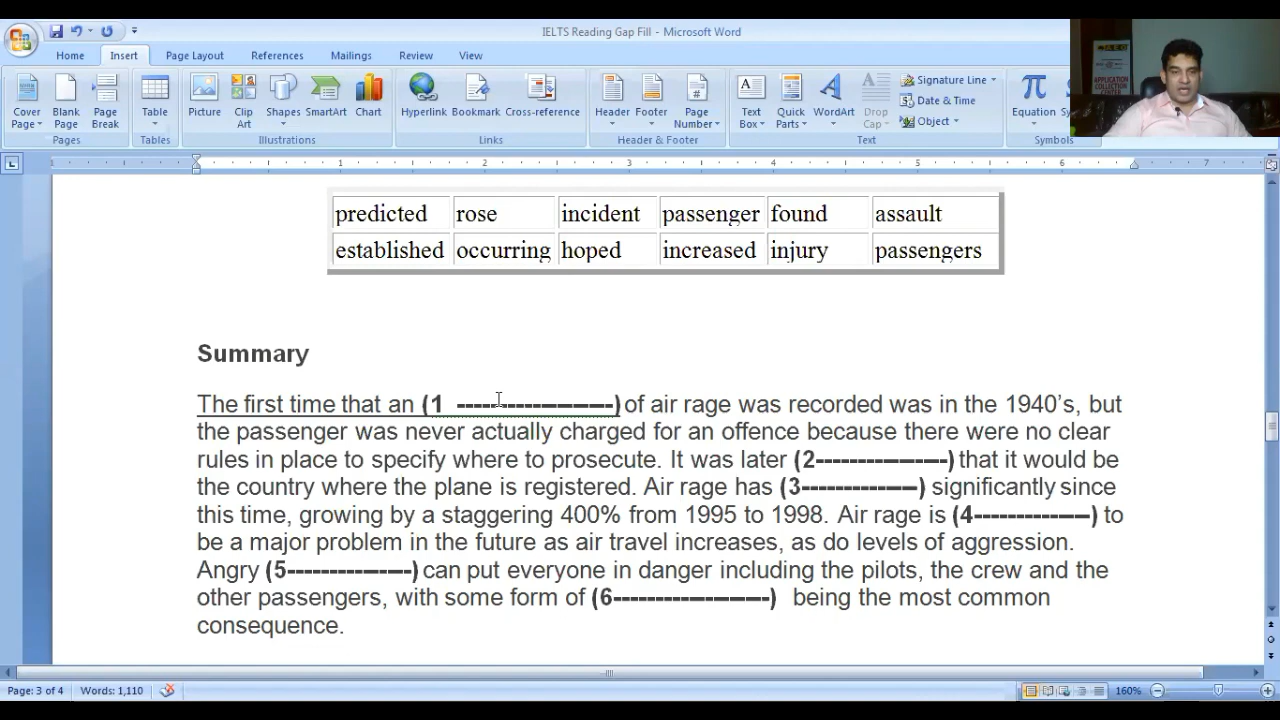 IELTS Reading Gap Fill - Microsoft Word
Home Insert Page Layout References Mailings Review View
Cover Page Blank Page Page Break Table Picture Clip Art Shapes SmartArt Chart Hyperlink Bookmark Cross-reference Header Footer Page Number Text Box Quick Parts WordArt Drop Cap Signature Line Date & Time Object Equation
Pages Tables Illustrations Links Header & Footer Text Symbols
APPLICATION COLLECTION CENTER
1 2 3 4 5 6 7
predicted rose incident passenger found assault
established occurring hoped increased injury passengers
Summary
The first time that an (1 --------------------) of air rage was recorded was in the 1940's, but
the passenger was never actually charged for an offence because there were no clear
rules in place to specify where to prosecute. It was later (2-----------------) that it would be
the country where the plane is registered. Air rage has (3---------------) significantly since
this time, growing by a staggering 400% from 1995 to 1998. Air rage is (4---------------) to
be a major problem in the future as air travel increases, as do levels of aggression.
Angry (5----------------) can put everyone in danger including the pilots, the crew and the
other passengers, with some form of (6--------------------) being the most common
consequence.
Page: 3 of 4 Words: 1,110 160%